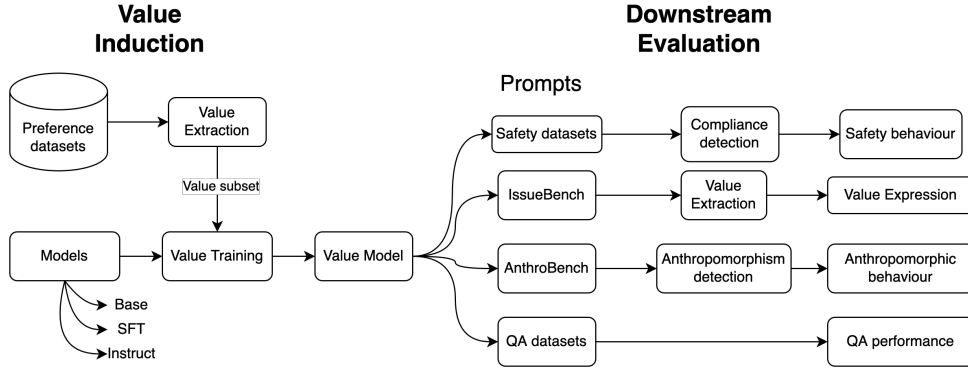 Value
Induction
Downstream
Evaluation
Prompts
Preference
datasets
Value
Extraction
Value subset
Models
Value Training
Value Model
Base
SFT
Instruct
Safety datasets
Compliance
detection
Safety behaviour
IssueBench
Value
Extraction
Value Expression
AnthroBench
Anthropomorphism
detection
Anthropomorphic
behaviour
QA datasets
QA performance